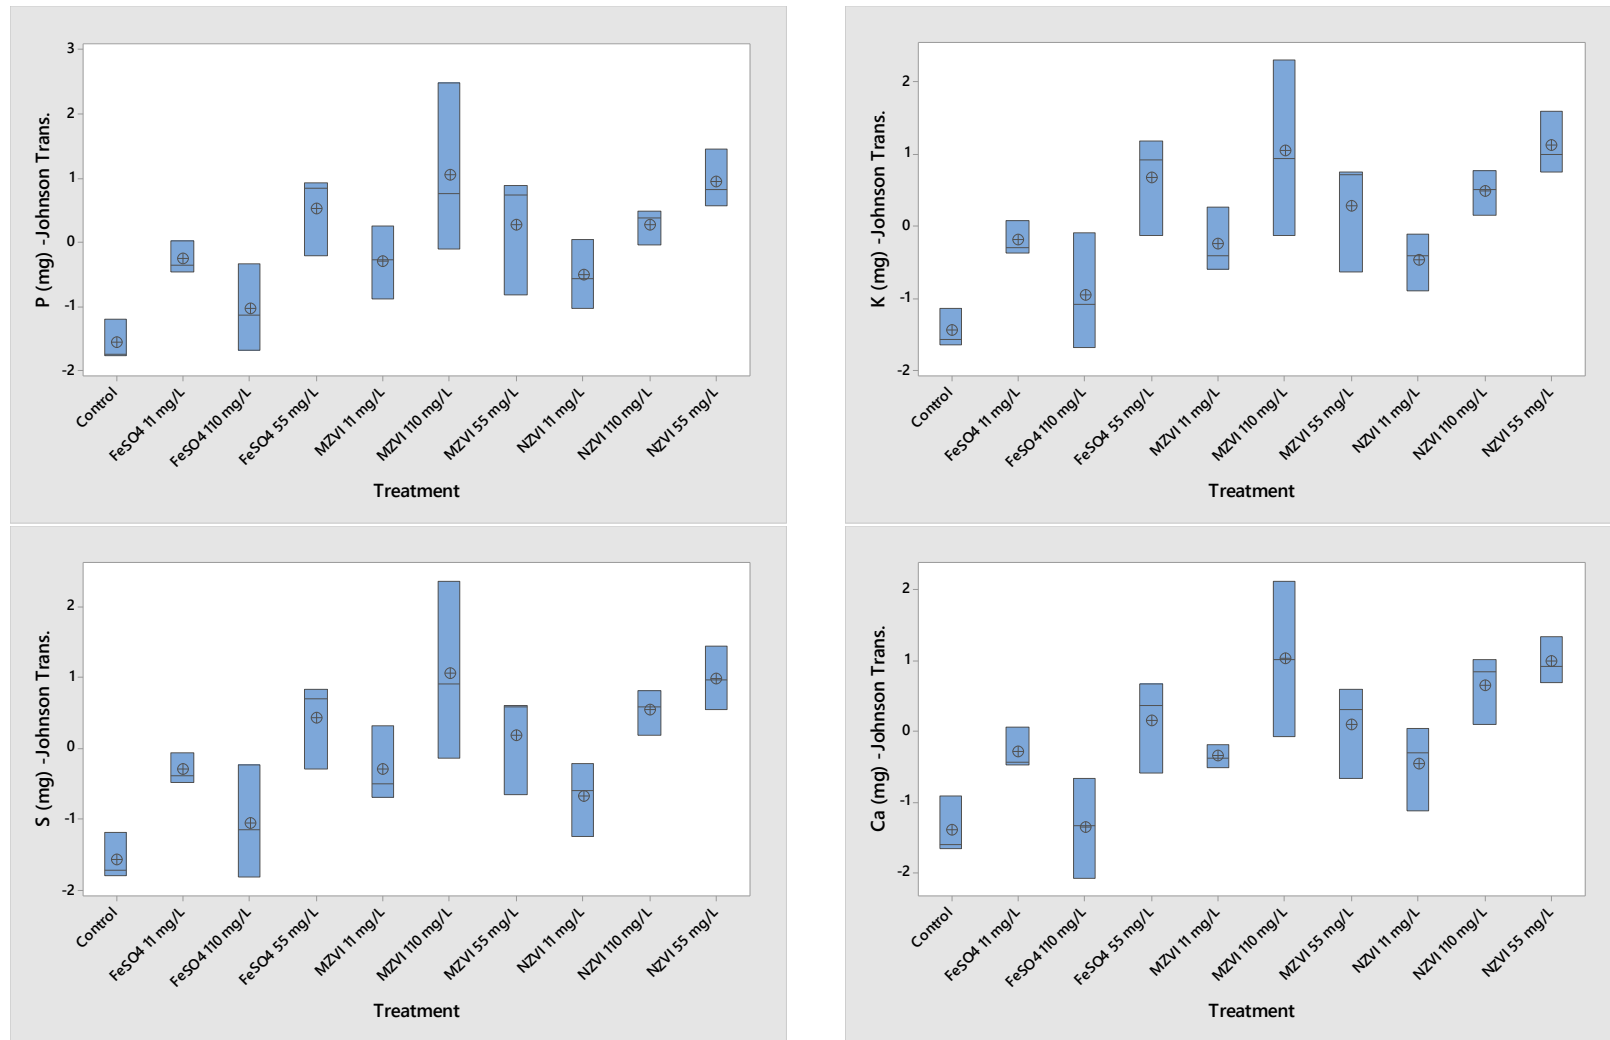 P (mg) -Johnson Trans.
3
2
1
0
-1
-2
Control
FeSO4 11 mg/L
FeSO4 110 mg/L
FeSO4 55 mg/L
MZVI 11 mg/L
MZVI 110 mg/L
MZVI 55 mg/L
NZVI 11 mg/L
NZVI 110 mg/L
NZVI 55 mg/L
Treatment
K (mg) -Johnson Trans.
2
1
0
-1
-2
Control
FeSO4 11 mg/L
FeSO4 110 mg/L
FeSO4 55 mg/L
MZVI 11 mg/L
MZVI 110 mg/L
MZVI 55 mg/L
NZVI 11 mg/L
NZVI 110 mg/L
NZVI 55 mg/L
Treatment
S (mg) -Johnson Trans.
2
1
0
-1
-2
Control
FeSO4 11 mg/L
FeSO4 110 mg/L
FeSO4 55 mg/L
MZVI 11 mg/L
MZVI 110 mg/L
MZVI 55 mg/L
NZVI 11 mg/L
NZVI 110 mg/L
NZVI 55 mg/L
Treatment
Ca (mg) -Johnson Trans.
2
1
0
-1
-2
Control
FeSO4 11 mg/L
FeSO4 110 mg/L
FeSO4 55 mg/L
MZVI 11 mg/L
MZVI 110 mg/L
MZVI 55 mg/L
NZVI 11 mg/L
NZVI 110 mg/L
NZVI 55 mg/L
Treatment